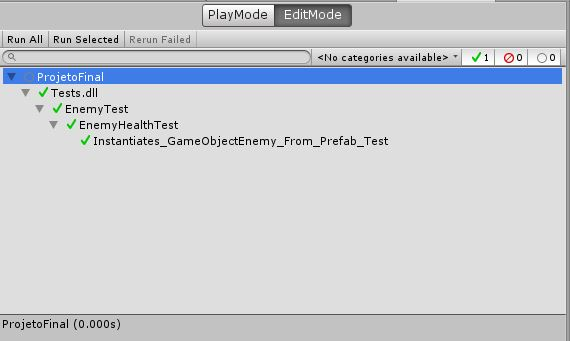 PlayMode EditMode
Run All Run Selected Rerun Failed
<No categories available> 1 0 0
ProjetoFinal
Tests.dll
EnemyTest
EnemyHealthTest
Instantiates_GameObjectEnemy_From_Prefab_Test
ProjetoFinal (0.000s)